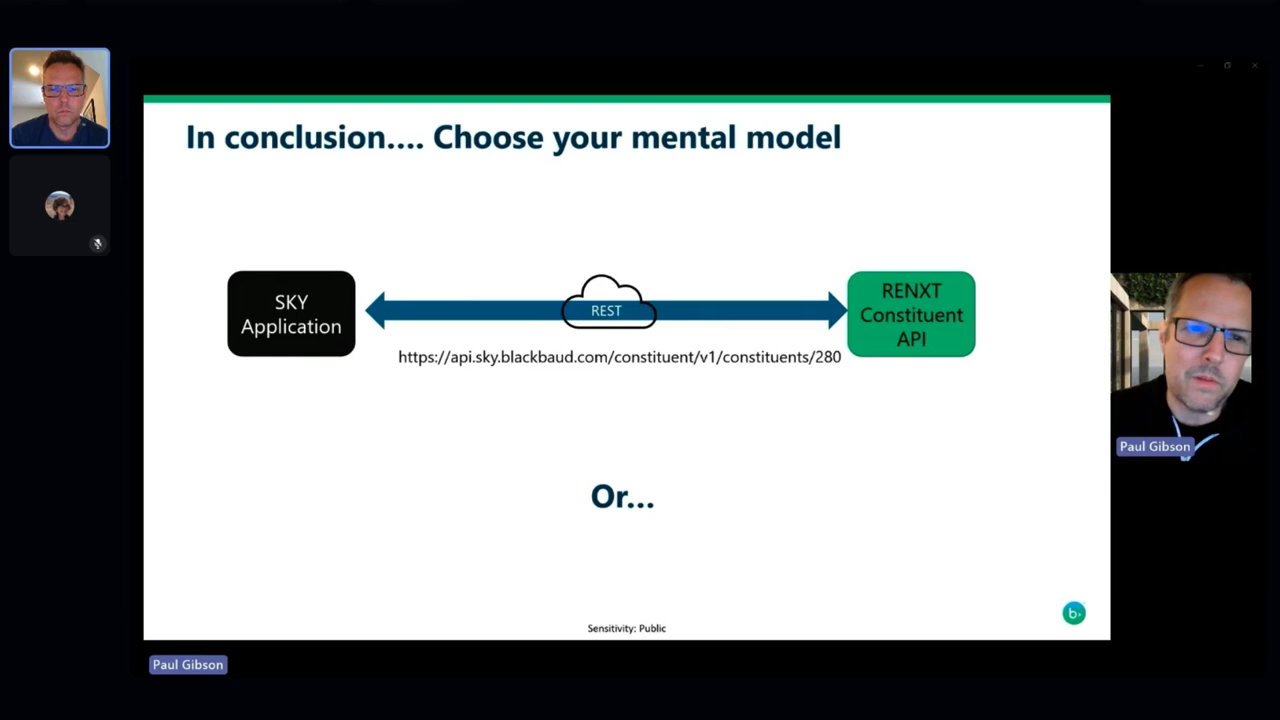 In conclusion.... Choose your mental model
SKY
Application
REST
RENXT
Constituent
API
https://api.sky.blackbaud.com/constituent/v1/constituents/280
Or...
b
Sensitivity: Public
Paul Gibson
Paul Gibson